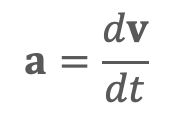 a = dv/dt